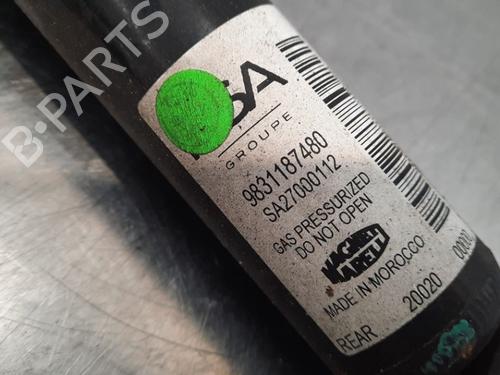 B-PARTS
SA
GROUPE
9831187480
SA27000112
GAS PRESSURIZED
DO NOT OPEN
MAGNETI
MARELLI
MADE IN MOROCCO
REAR
20020